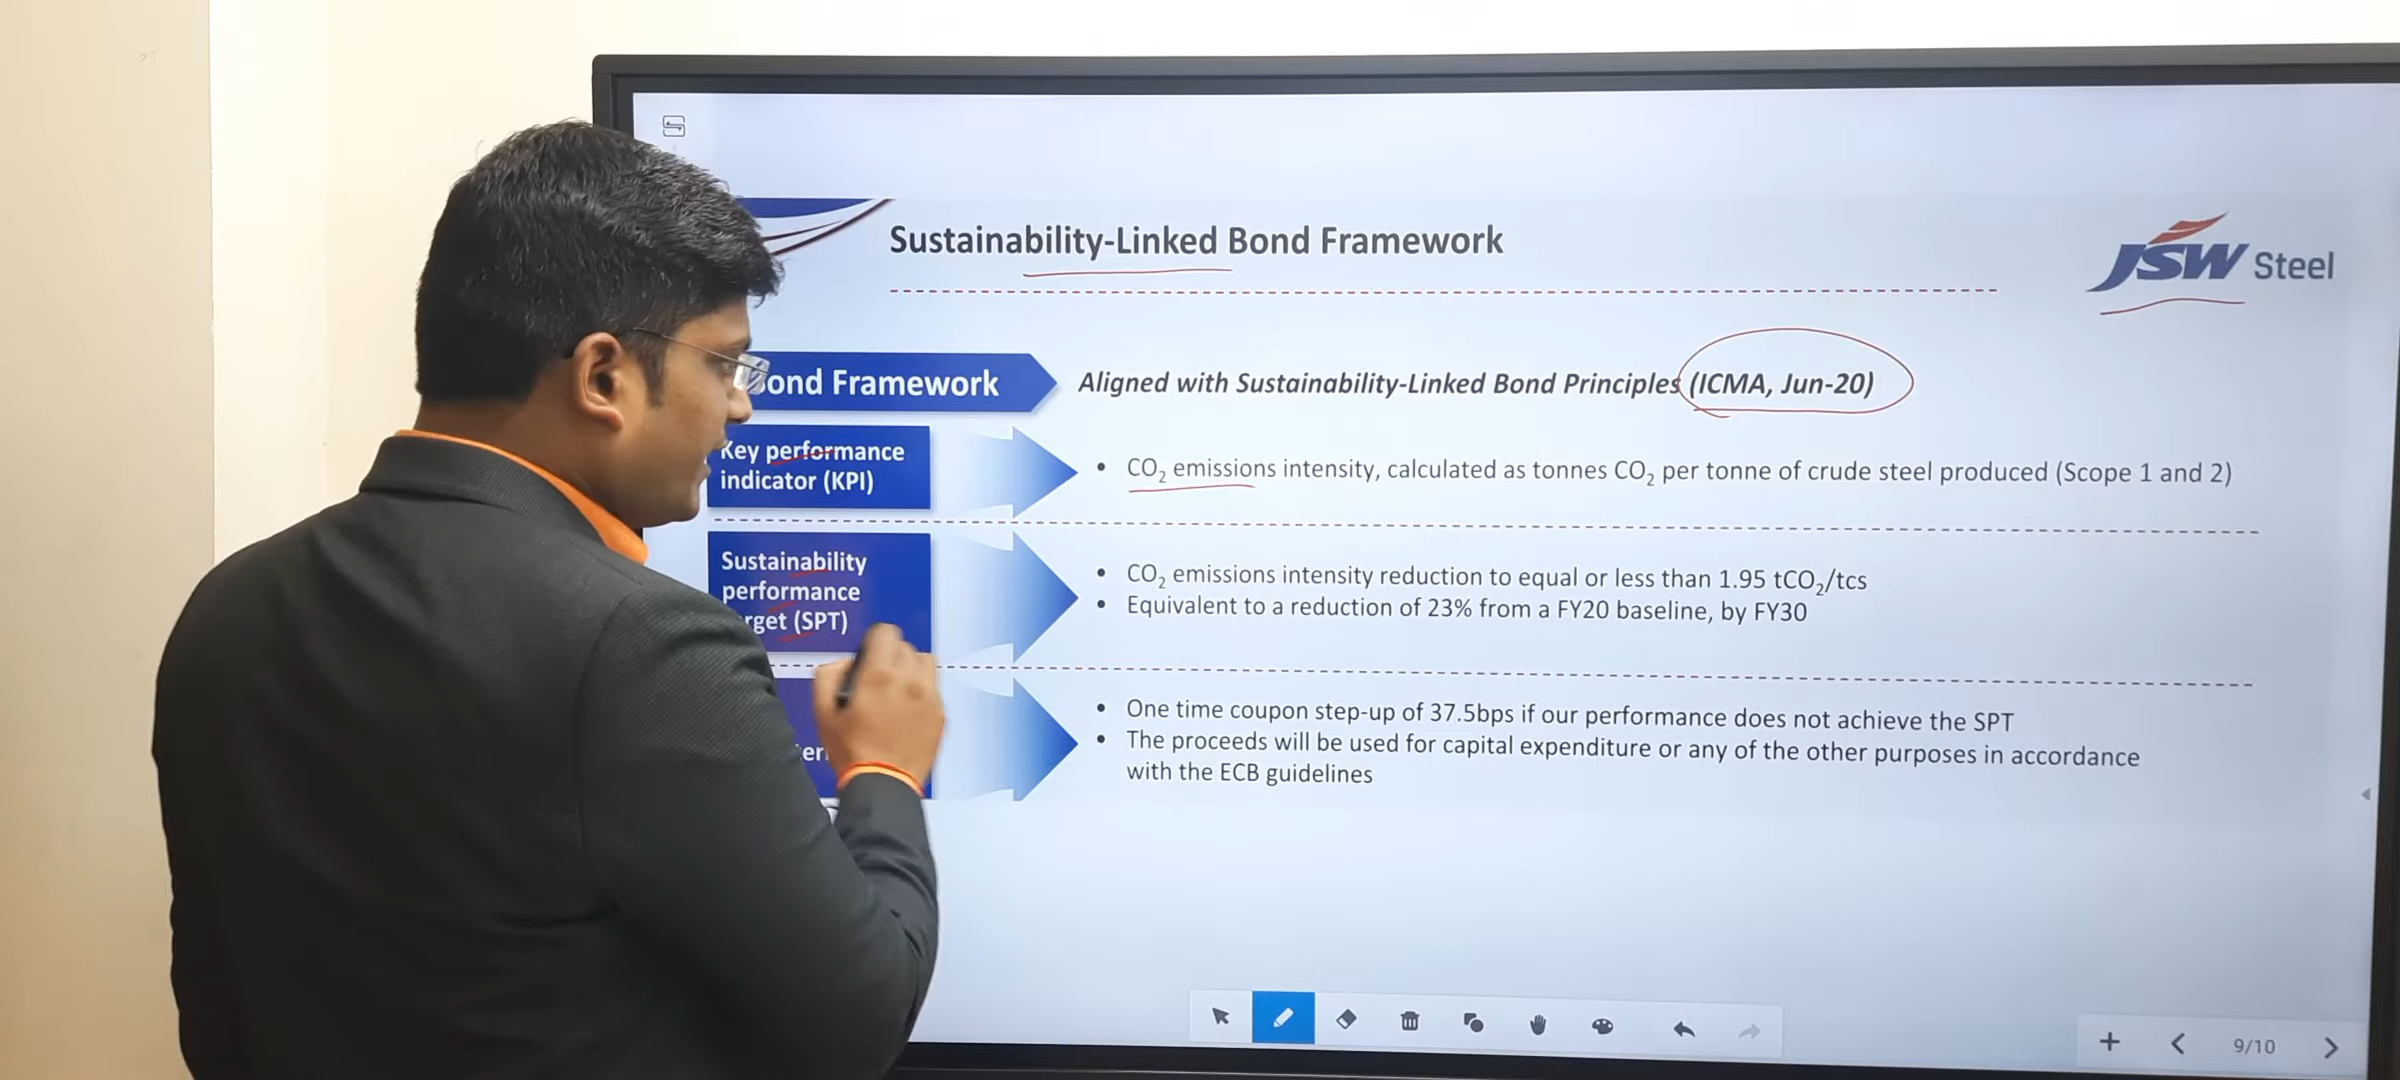 Sustainability-Linked Bond Framework
JSW Steel
Bond Framework
Aligned with Sustainability-Linked Bond Principles (ICMA, Jun-20)
Key performance
indicator (KPI)
• CO₂ emissions intensity, calculated as tonnes CO₂ per tonne of crude steel produced (Scope 1 and 2)
Sustainability
performance
rget (SPT)
• CO₂ emissions intensity reduction to equal or less than 1.95 tCO₂/tcs
• Equivalent to a reduction of 23% from a FY20 baseline, by FY30
• One time coupon step-up of 37.5bps if our performance does not achieve the SPT
• The proceeds will be used for capital expenditure or any of the other purposes in accordance
with the ECB guidelines
9/10